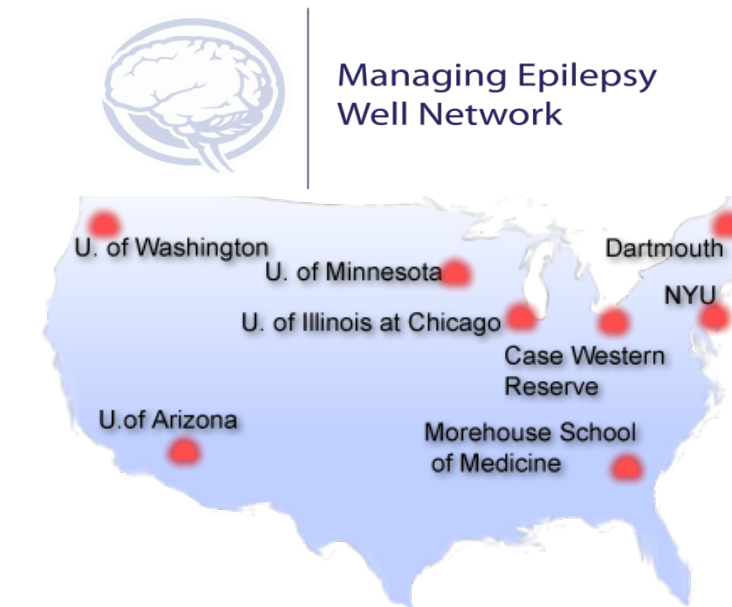 Managing Epilepsy
Well Network
U. of Washington
Dartmouth
U. of Minnesota
NYU
U. of Illinois at Chicago
Case Western
Reserve
U.of Arizona
Morehouse School
of Medicine